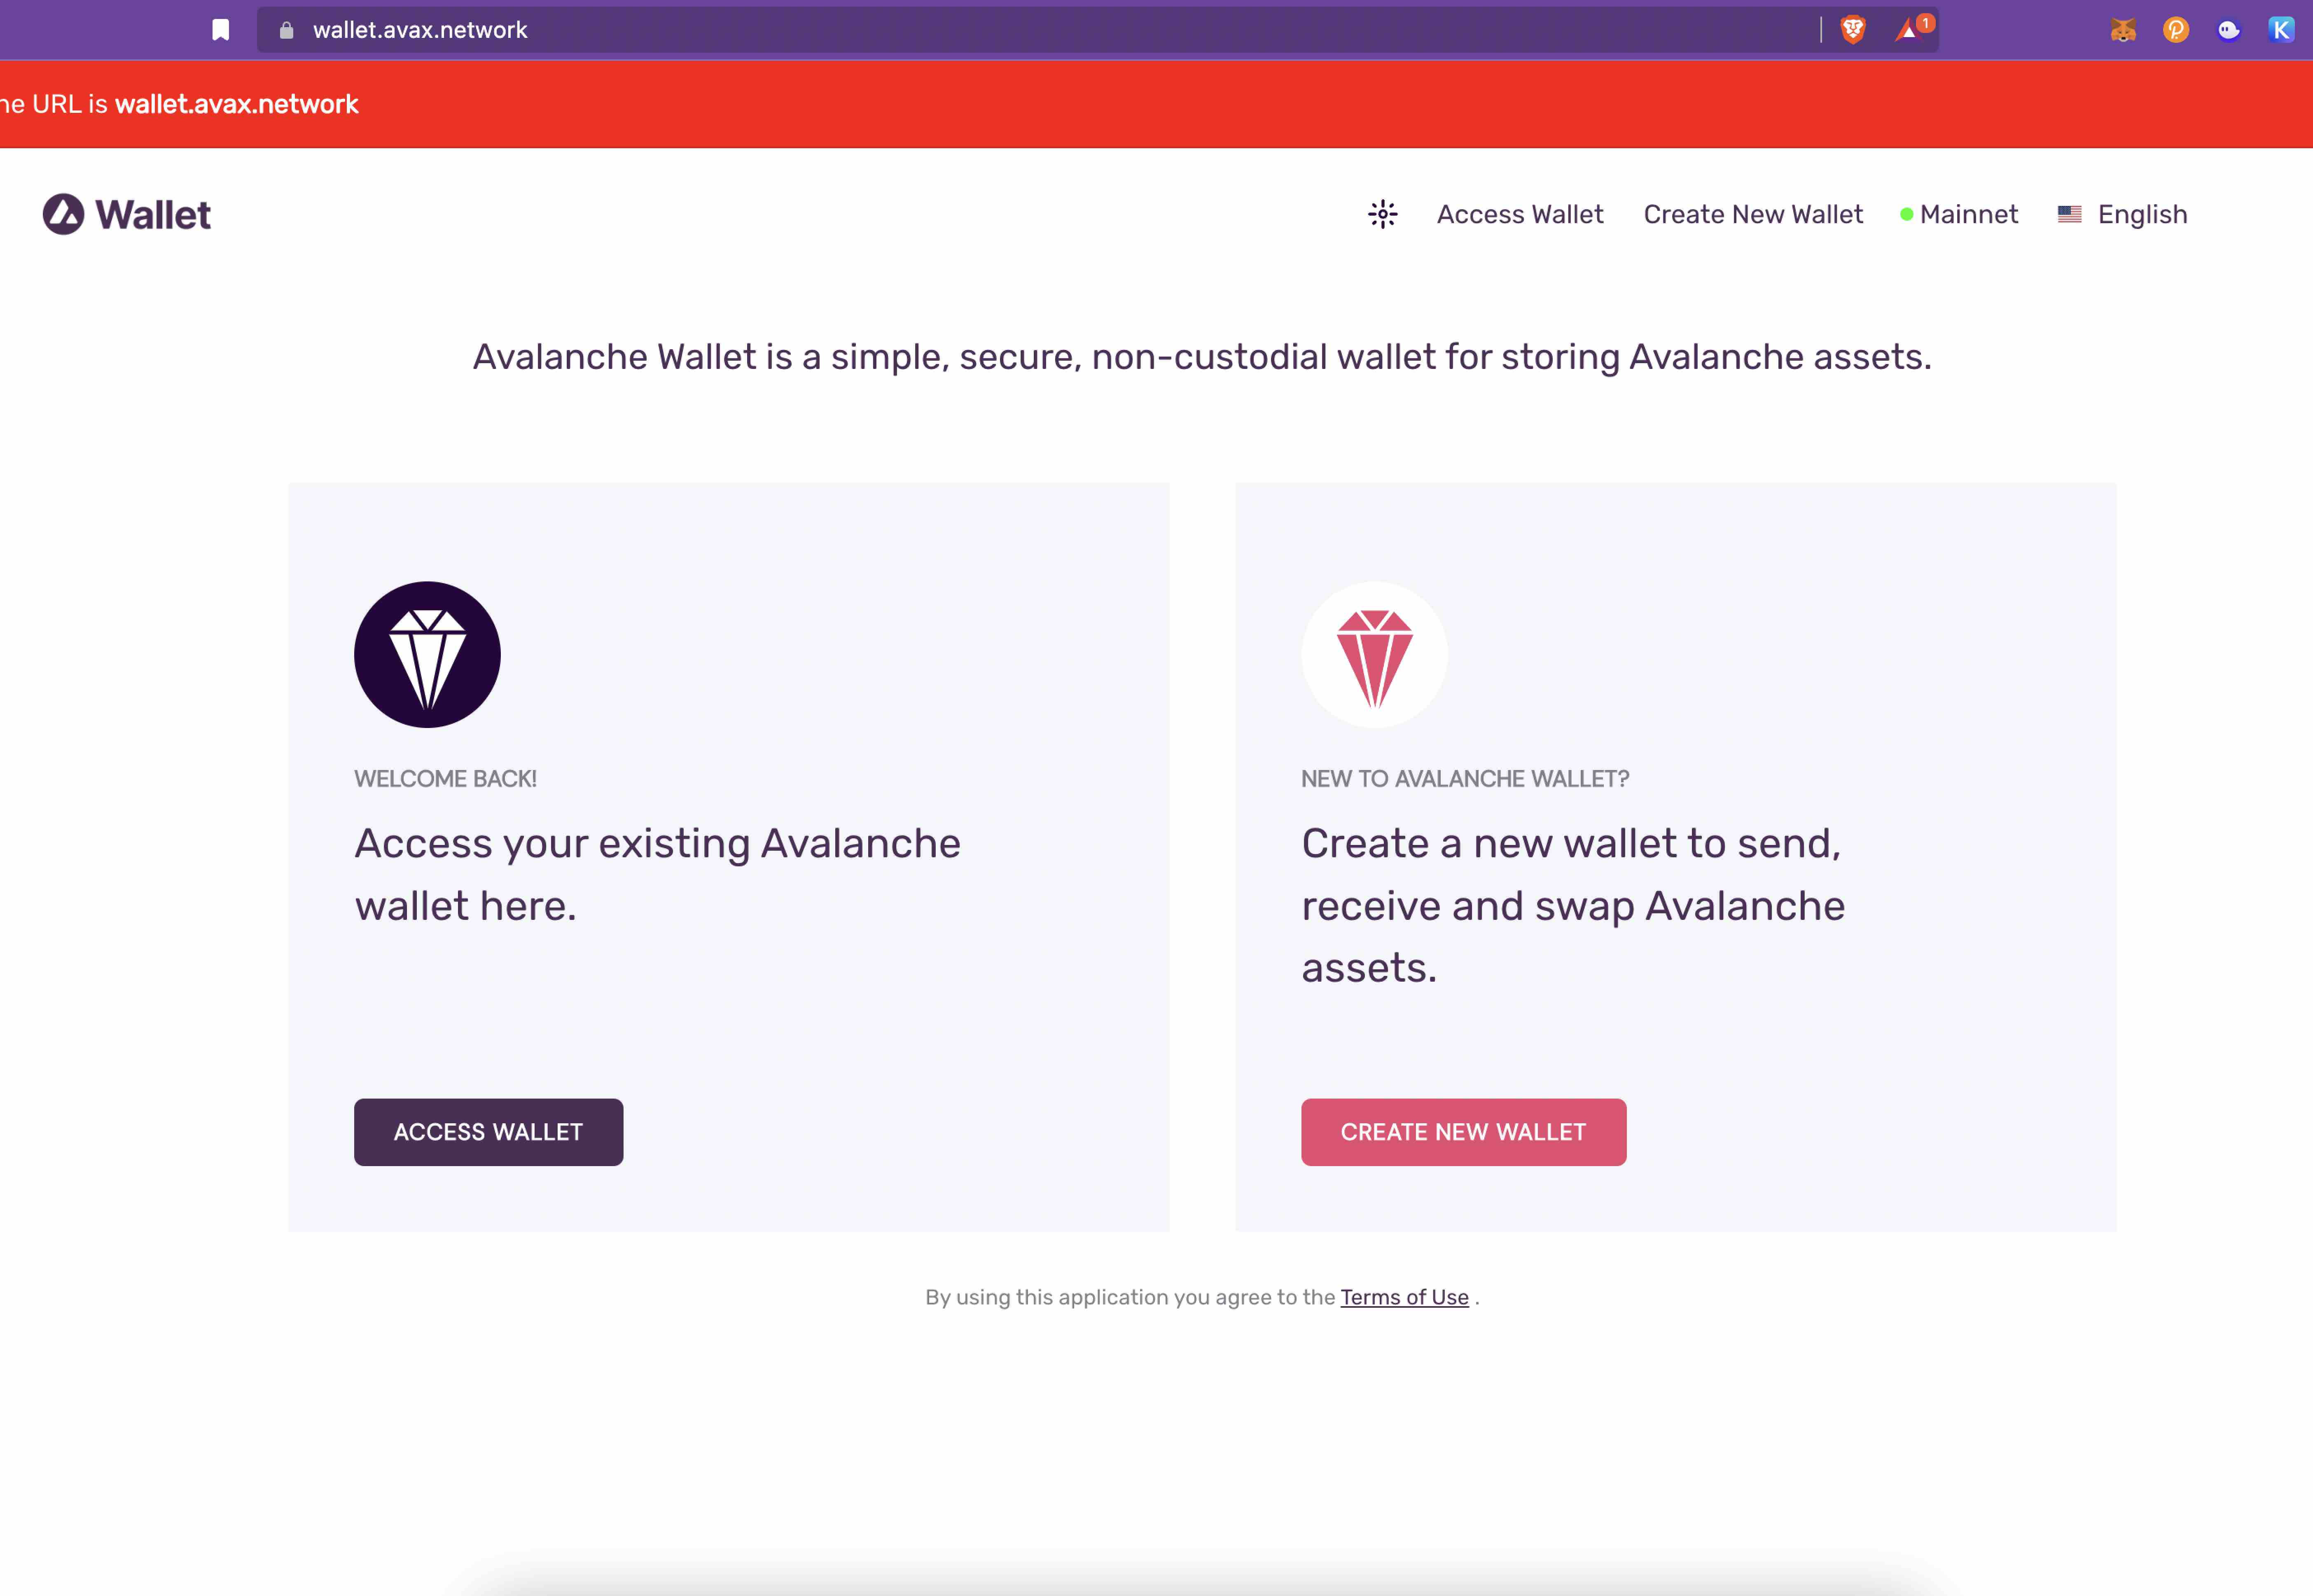 wallet.avax.network
1
K
URL is wallet.avax.network
Wallet
Access Wallet
Create New Wallet
Mainnet
English
Avalanche Wallet is a simple, secure, non-custodial wallet for storing Avalanche assets.
WELCOME BACK!
Access your existing Avalanche
wallet here.
ACCESS WALLET
NEW TO AVALANCHE WALLET?
Create a new wallet to send,
receive and swap Avalanche
assets.
CREATE NEW WALLET
By using this application you agree to the Terms of Use .